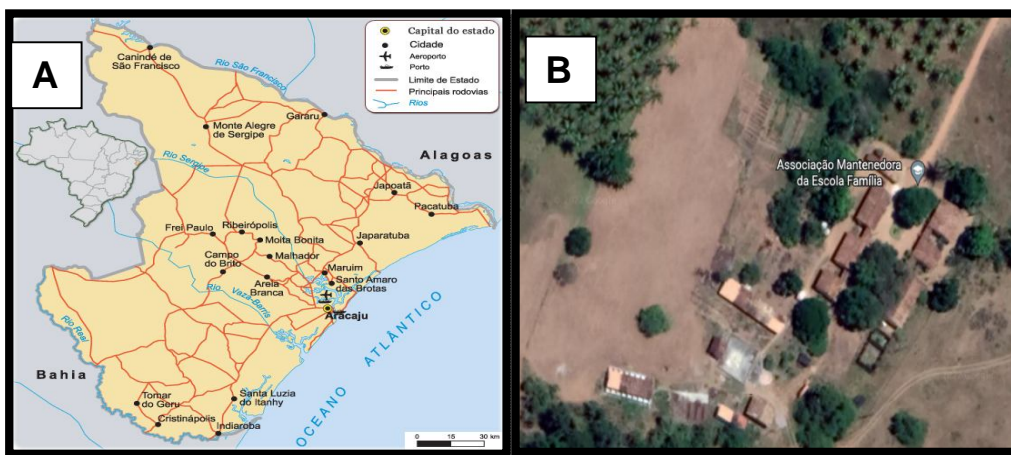 A
Capital do estado
Cidade
Aeroporto
Porto
Limite de Estado
Principais rodovias
Rios
Canindé de
São Francisco
Rio São Francisco
Gararu
Monte Alegre
de Sergipe
Alagoas
Rio Sergipe
Japoatã
Pacatuba
Frei Paulo
Ribeirópolis
Moita Bonita
Japaratuba
Malhador
Campo
do Brito
Maruim
Areia
Branca
Santo Amaro
das Brotas
Rio
Vaza-Barris
Aracaju
Rio Real
Bahia
OCEANO ATLÂNTICO
Tomar
do Geru
Santa Luzia
do Itanhy
Cristinápolis
Indiaroba
0 15 30 km
B
Associação Mantenedora
da Escola Família